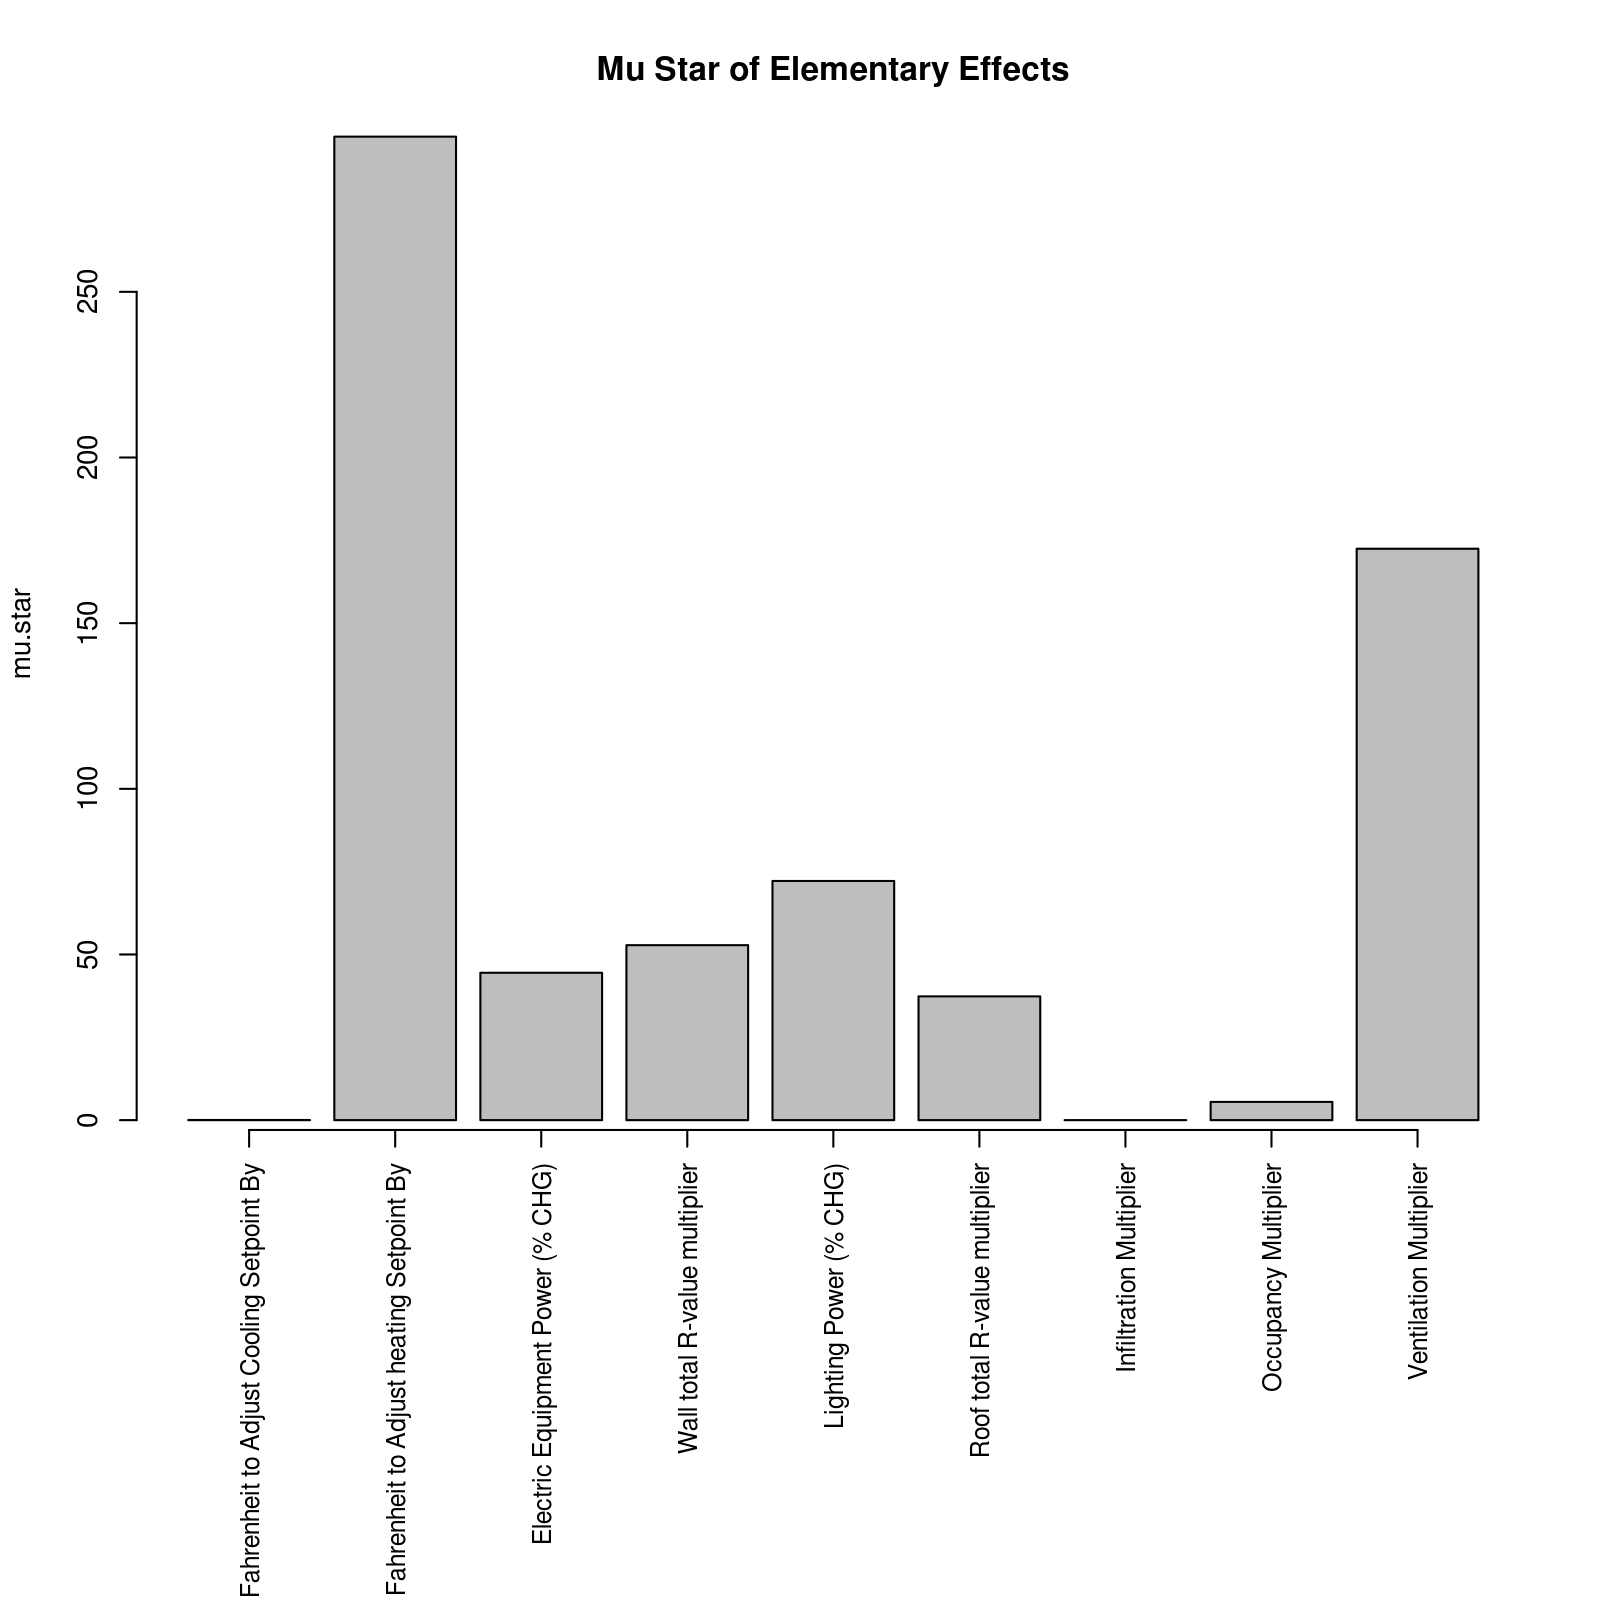 Mu Star of Elementary Effects
mu.star
250
200
150
100
50
0
Fahrenheit to Adjust Cooling Setpoint By
Fahrenheit to Adjust heating Setpoint By
Electric Equipment Power (% CHG)
Wall total R-value multiplier
Lighting Power (% CHG)
Roof total R-value multiplier
Infiltration Multiplier
Occupancy Multiplier
Ventilation Multiplier